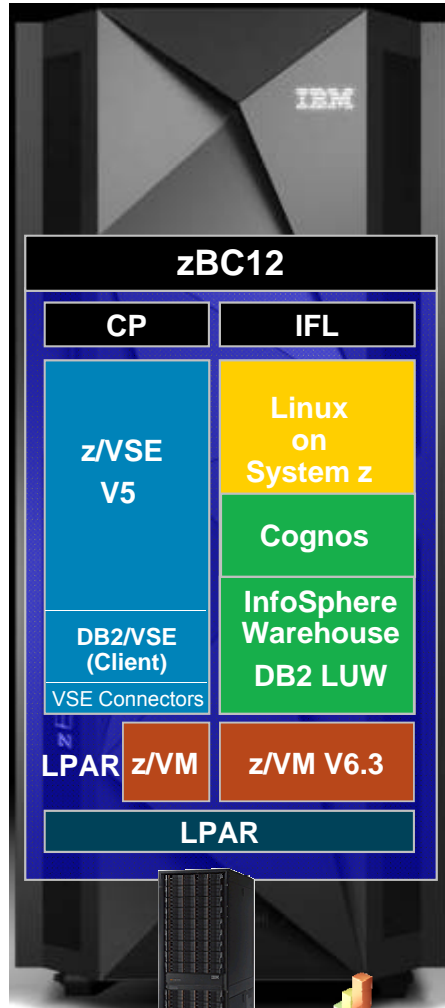 IBM
zBC12
CP
IFL
z/VSE
V5
DB2/VSE
(Client)
VSE Connectors
Linux
on
System z
Cognos
InfoSphere
Warehouse
DB2 LUW
LPAR
z/VM
z/VM V6.3
LPAR